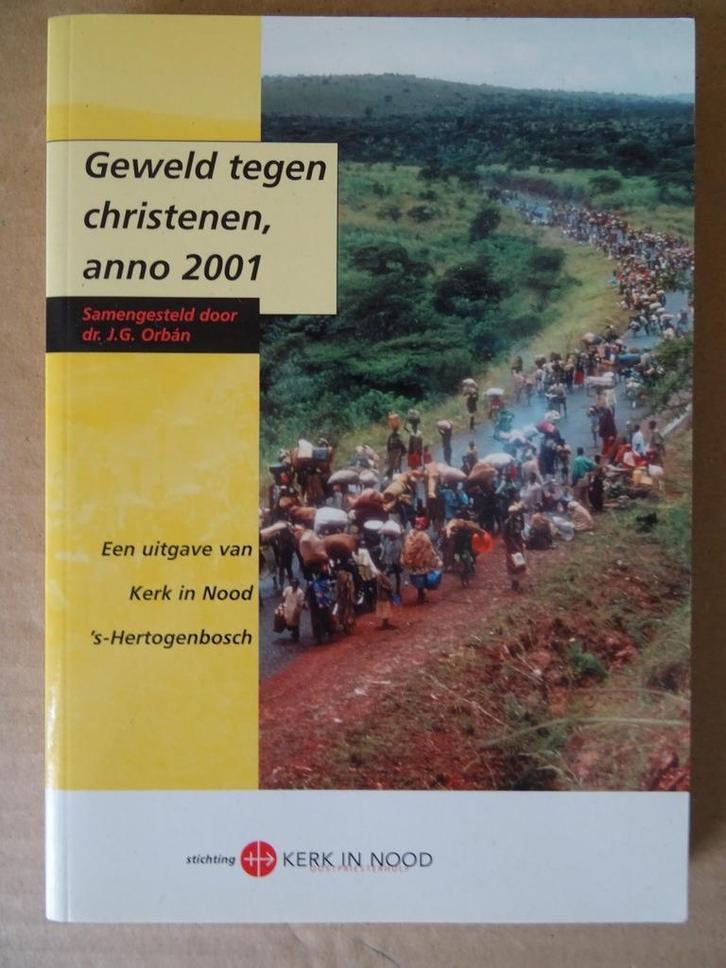 Geweld tegen
christenen,
anno 2001
Samengesteld door
dr. J.G. Orbán
Een uitgave van
Kerk in Nood
's-Hertogenbosch
stichting KERK IN NOOD
OOSTPRIESTERHULP